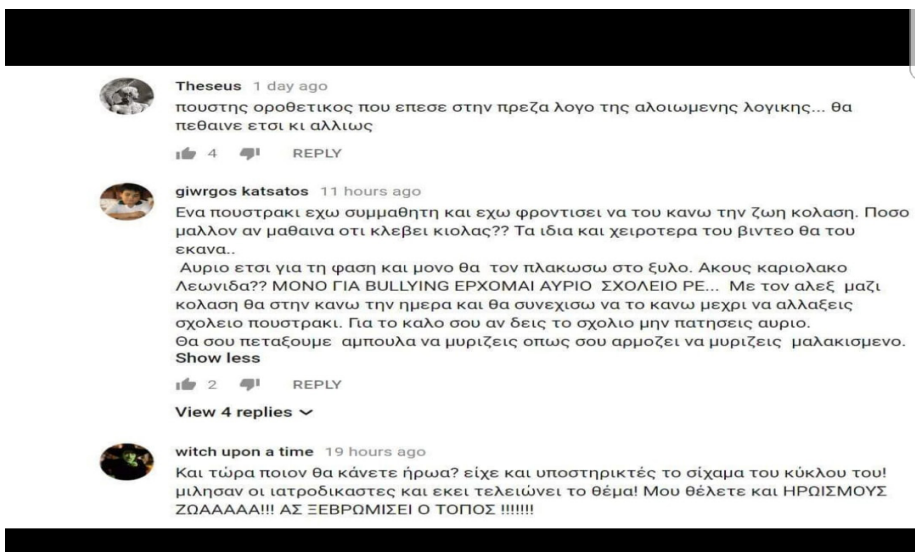 Theseus 1 day ago
πουστης οροθετικος που επεσε στην πρεζα λογο της αλοιωμενης λογικης... θα
πεθαινε ετσι κι αλλιως
4 REPLY
giwrgos katsatos 11 hours ago
Ενα πουστρακι εχω συμμαθητη και εχω φροντισει να του κανω την ζωη κολαση. Ποσο
μαλλον αν μαθαινα οτι κλεβει κιολας?? Τα ιδια και χειροτερα του βιντεο θα του
εκανα..
Αυριο ετσι για τη φαση και μονο θα τον πλακωσω στο ξυλο. Ακους καριολακο
Λεωνιδα?? ΜΟΝΟ ΓΙΑ BULLYING ΕΡΧΟΜΑΙ ΑΥΡΙΟ ΣΧΟΛΕΙΟ ΡΕ... Με τον αλεξ μαζι
κολαση θα στην κανω την ημερα και θα συνεχισω να το κανω μεχρι να αλλαξεις
σχολειο πουστρακι. Για το καλο σου αν δεις το σχολιο μην πατησεις αυριο.
Θα σου πεταξουμε αμπουλα να μυριζεις οπως σου αρμοζει να μυριζεις μαλακισμενο.
Show less
2 REPLY
View 4 replies
witch upon a time 19 hours ago
Και τώρα ποιον θα κάνετε ήρωα? είχε και υποστηρικτές το σίχαμα του κύκλου του!
μιλησαν οι ιατροδικαστες και εκει τελειώνει το θέμα! Μου θέλετε και ΗΡΩΙΣΜΟΥΣ
ΖΩΑΑΑΑΑ!!! ΑΣ ΞΕΒΡΩΜΙΣΕΙ Ο ΤΟΠΟΣ !!!!!!!